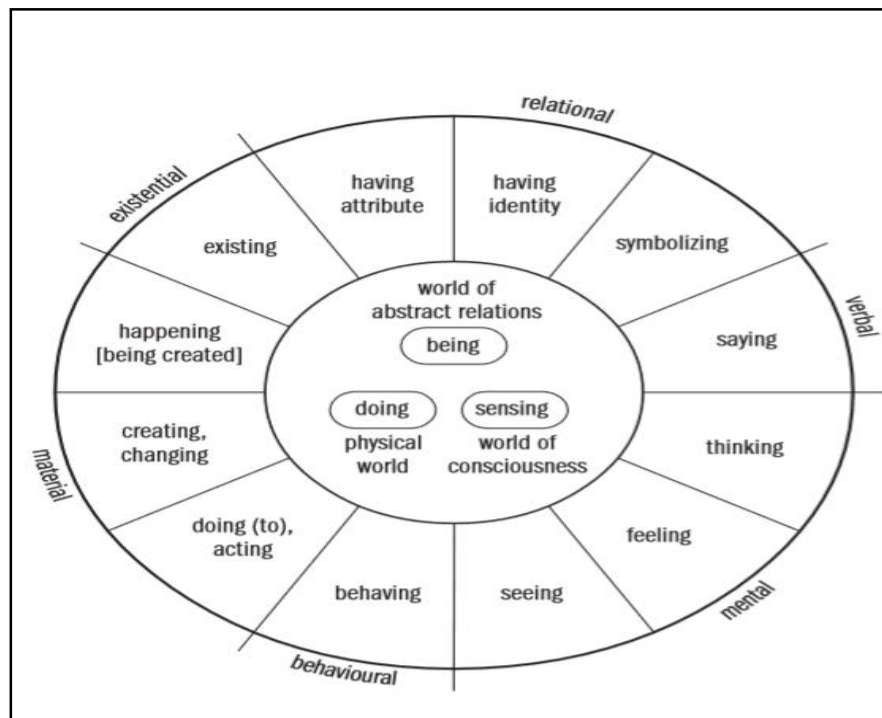 relational
existential
having
attribute
having
identity
existing
symbolizing
world of
abstract relations
being
verbal
happening
[being created]
saying
doing
sensing
physical
world
world of
consciousness
creating,
changing
thinking
material
doing (to),
acting
feeling
behaving
seeing
mental
behavioural